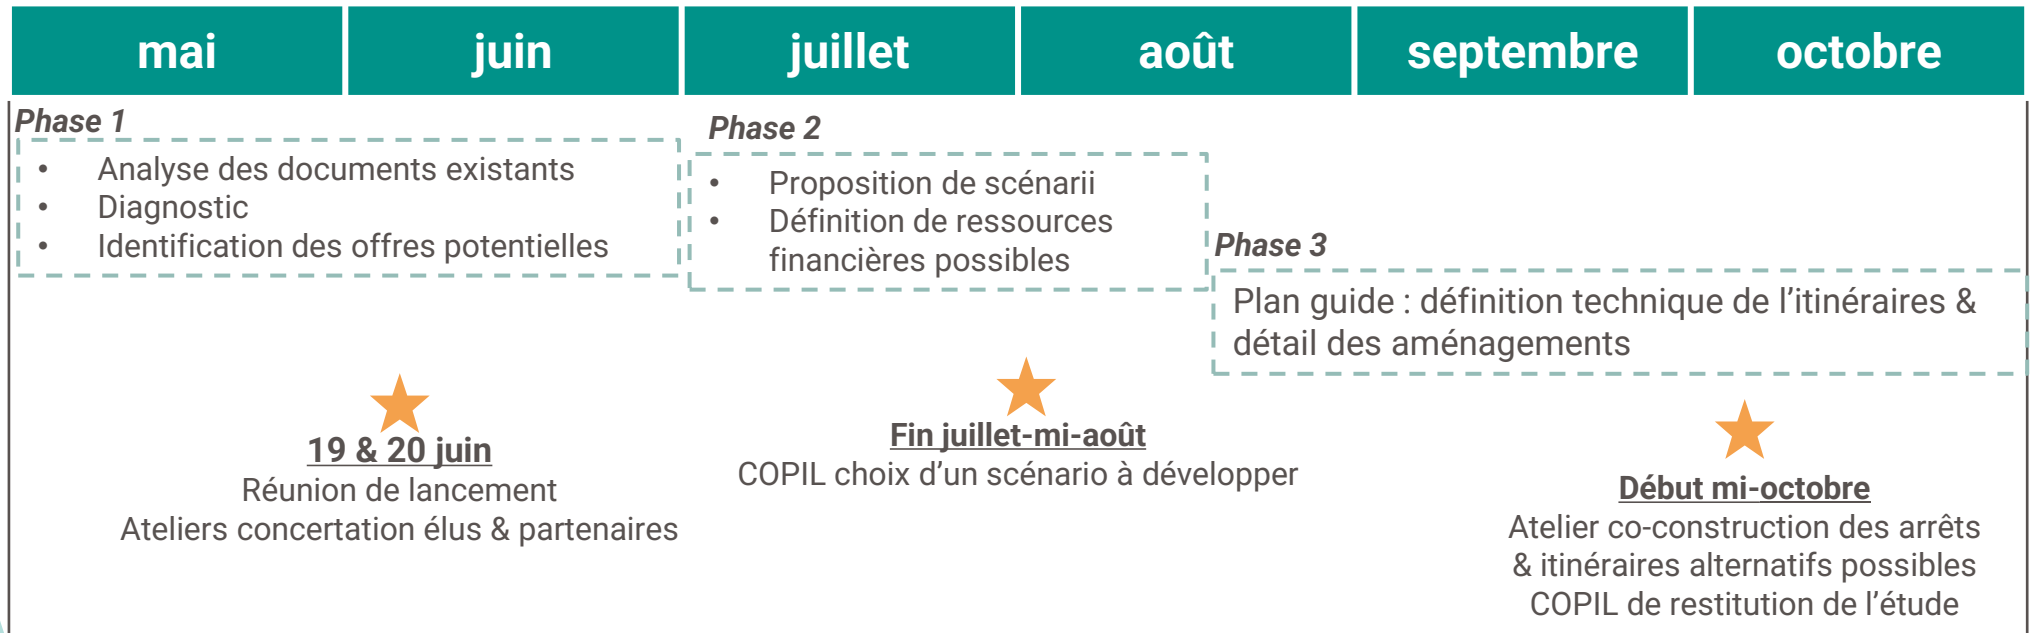 mai juin juillet août septembre octobre
Phase 1
• Analyse des documents existants
• Diagnostic
• Identification des offres potentielles
Phase 2
• Proposition de scénarii
• Définition de ressources
financières possibles
Phase 3
Plan guide : définition technique de l’itinéraires &
détail des aménagements
19 & 20 juin
Réunion de lancement
Ateliers concertation élus & partenaires
Fin juillet-mi-août
COPIL choix d’un scénario à développer
Début mi-octobre
Atelier co-construction des arrêts
& itinéraires alternatifs possibles
COPIL de restitution de l’étude